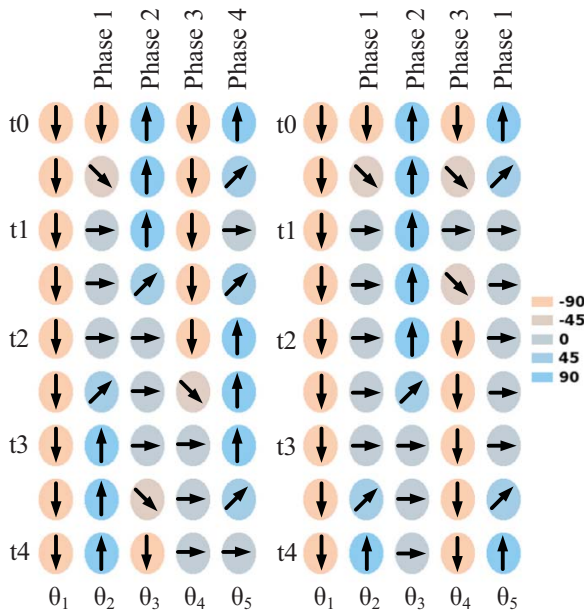 Phase 1 Phase 2 Phase 3 Phase 4 Phase 1 Phase 2 Phase 3 Phase 1
t0 t0
t1 t1
-90
-45
0
45
90
t2 t2
t3 t3
t4 t4
θ1 θ2 θ3 θ4 θ5 θ1 θ2 θ3 θ4 θ5